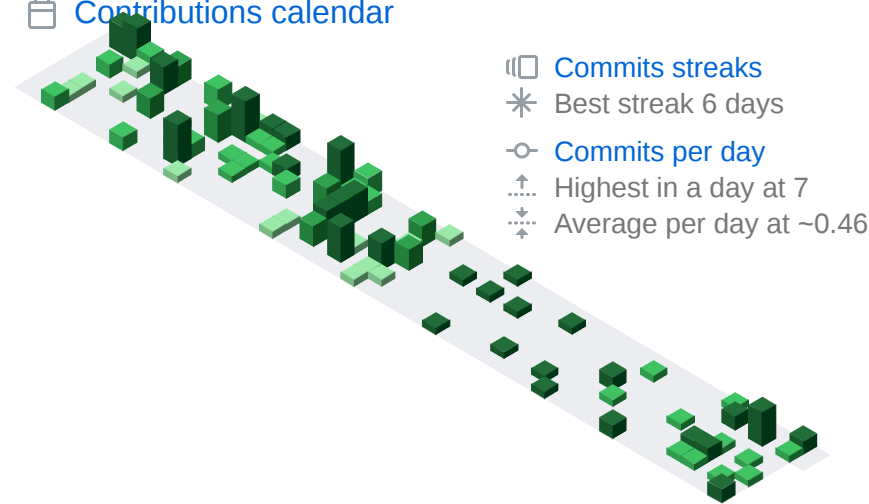 Contributions calendar
Commits streaks
Best streak 6 days
Commits per day
Highest in a day at 7
Average per day at ~0.46